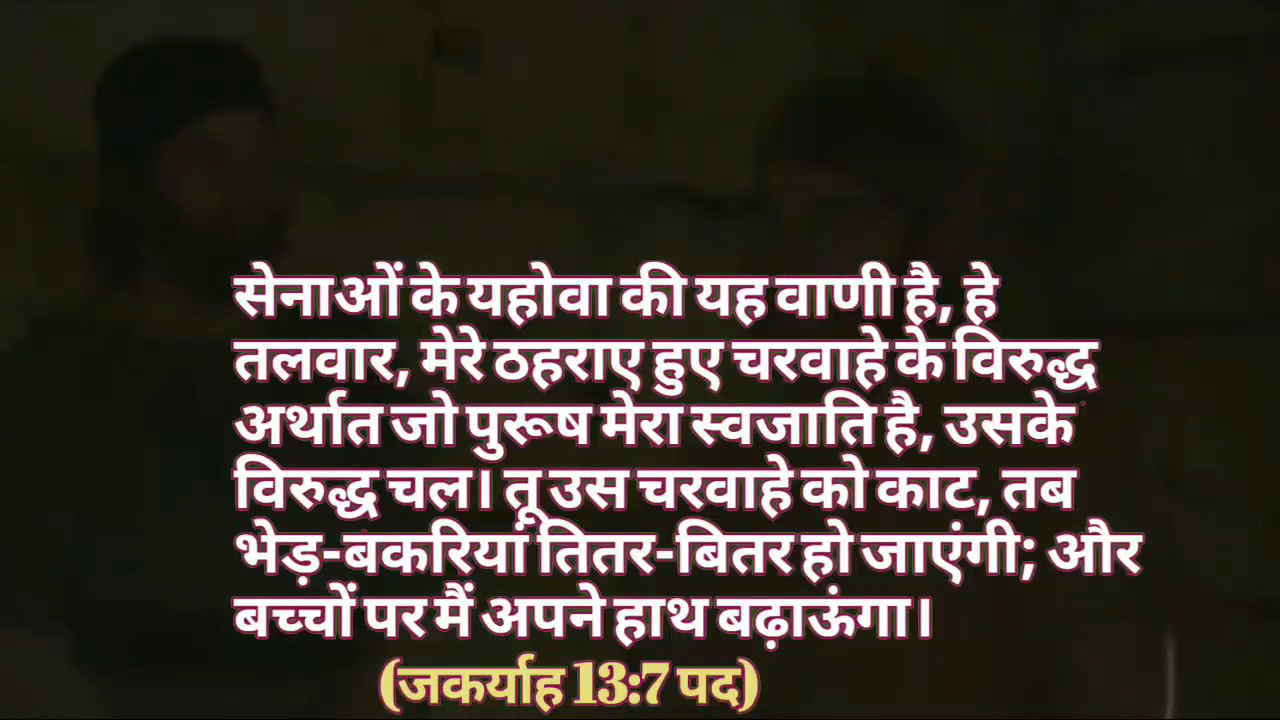 सेनाओं के यहोवा की यह वाणी है, हे
तलवार, मेरे ठहराए हुए चरवाहे के विरुद्ध
अर्थात जो पुरूष मेरा स्वजाति है, उसके
विरुद्ध चल। तू उस चरवाहे को काट, तब
भेड़-बकरियां तितर-बितर हो जाएंगी; और
बच्चों पर मैं अपने हाथ बढ़ाऊंगा।
(जकर्याह 13:7 पद)